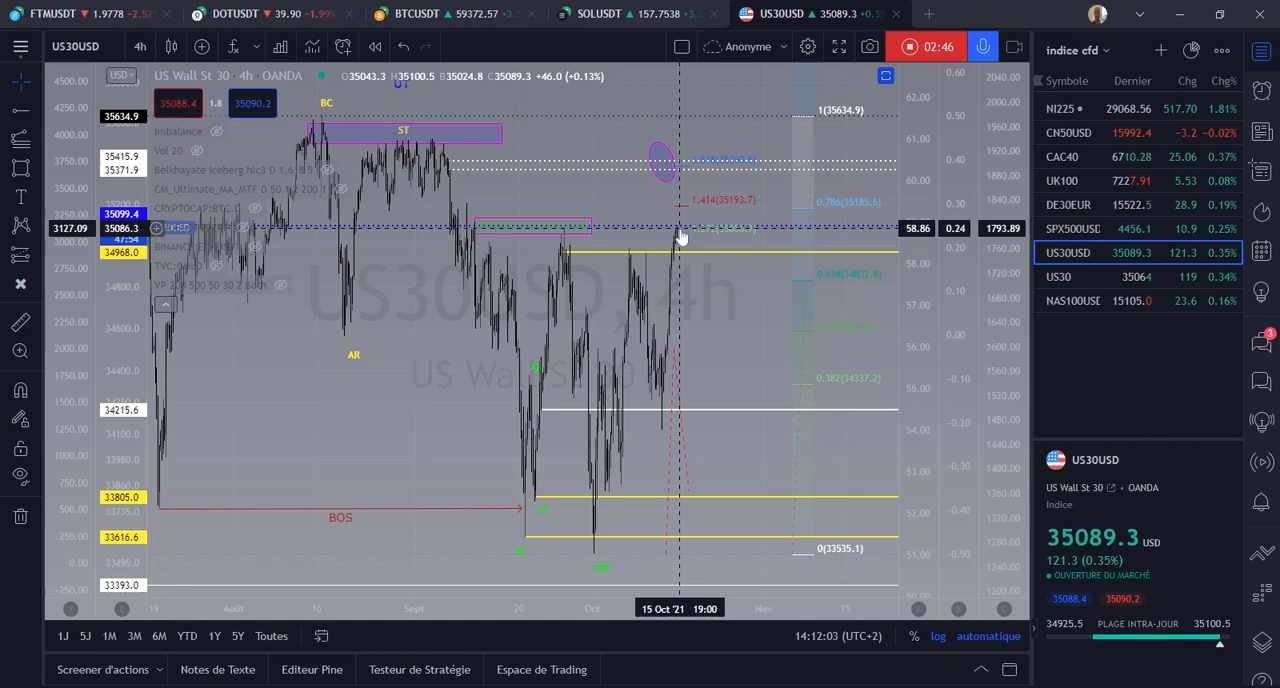 FTMUSDT ▼ 1.9778 −2.52
DOTUSDT ▼ 39.90 −1.99%
BTCUSDT ▲ 59372.57 +3.5
SOLUSDT ▲ 157.7538 +3.2
US30USD ▲ 35089.3 +0.35
US30USD
4h
Anonyme
02:46
indice cfd
USD
US Wall St 30 · 4h · OANDA
O35043.3 H35100.5 B35024.8 C35089.3 +46.0 (+0.13%)
35088.4 1.8 35090.2
Imbalance
Vol 20
Belkhayate Iceberg hlc3 D 1.6
CM_Ultimate_MA_MTF D 50 1 2 200
CRYPTOCAP:BTC.D
TVC:GOLD
VP 200 500 50 30 2 Both
UT
BC
ST
AR
BOS
1(35634.9)
1.414(35193.7)
0.786(35185.6)
0.618(34832.8)
0.382(34337.2)
0(33535.1)
US30USD, 4h
US Wall St 30
4500.00
4250.00
4000.00
3750.00
3500.00
3250.00
3127.09
3000.00
2750.00
2500.00
2250.00
2000.00
1750.00
1500.00
1250.00
1000.00
750.00
500.00
250.00
0.00
−250.00
35634.9
35415.9
35371.9
35099.4
35086.3
47:54
34968.0
34800.0
34600.0
34400.0
34215.6
34100.0
33980.0
33860.0
33805.0
33735.0
33616.6
33495.0
33393.0
62.00
61.00
60.00
58.86
58.00
57.00
56.00
55.00
54.00
53.00
52.00
51.00
50.00
0.60
0.50
0.40
0.30
0.24
0.20
0.10
0.00
−0.10
−0.20
−0.30
−0.40
−0.50
2040.00
2000.00
1960.00
1920.00
1880.00
1840.00
1793.89
1760.00
1720.00
1680.00
1640.00
1600.00
1560.00
1520.00
1480.00
1440.00
1400.00
1360.00
1320.00
1280.00
1240.00
1200.00
Z 19 Août 16 Sept 20 Oct 15 Oct '21 19:00 Nov 15 A B C
1J 5J 1M 3M 6M YTD 1Y 5Y Toutes
14:12:03 (UTC+2) % log automatique
Screener d'actions Notes de Texte Editeur Pine Testeur de Stratégie Espace de Trading
Symbole Dernier Chg Chg%
NI225 29068.56 517.70 1.81%
CN50USD 15992.4 −3.2 −0.02%
CAC40 6710.28 25.06 0.37%
UK100 7227.91 5.53 0.08%
DE30EUR 15522.5 28.9 0.19%
SPX500USD 4456.1 10.9 0.25%
US30USD 35089.3 121.3 0.35%
US30 35064 119 0.34%
NAS100USD 15105.0 23.6 0.16%
3
US30USD
US Wall St 30 • OANDA
Indice
35089.3 USD
121.3 (0.35%)
OUVERTURE DU MARCHÉ
35088.4 35090.2
34925.5 PLAGE INTRA-JOUR 35100.5